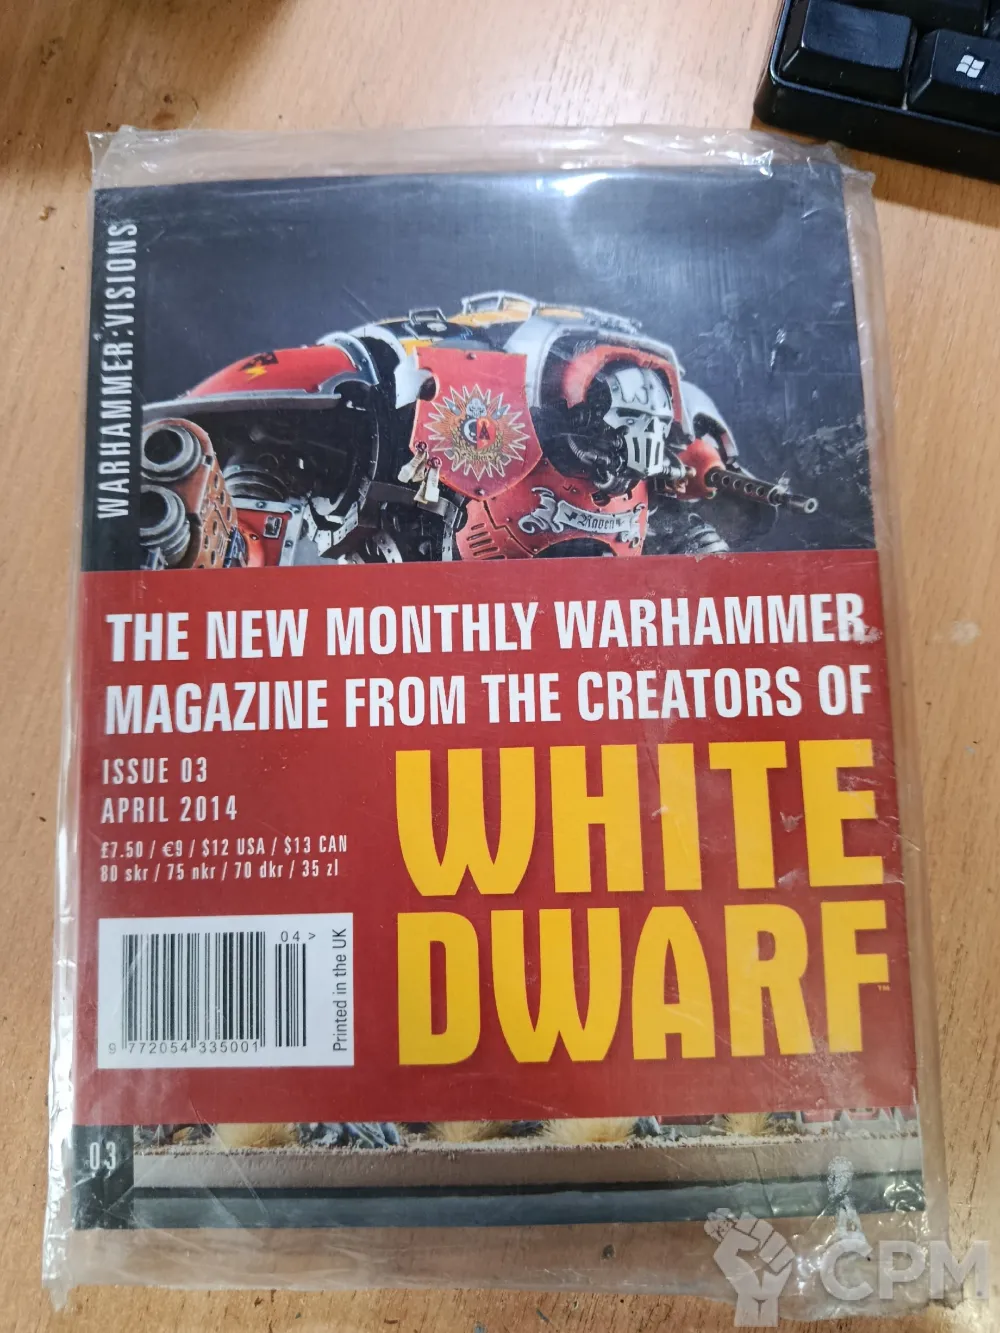 WARHAMMER:VISIONS
Raven
THE NEW MONTHLY WARHAMMER
MAGAZINE FROM THE CREATORS OF
WHITE
DWARF™
ISSUE 03
APRIL 2014
£7.50 / €9 / $12 USA / $13 CAN
80 skr / 75 nkr / 70 dkr / 35 zl
04 >
9 772054 335001
Printed in the UK
03
CPM